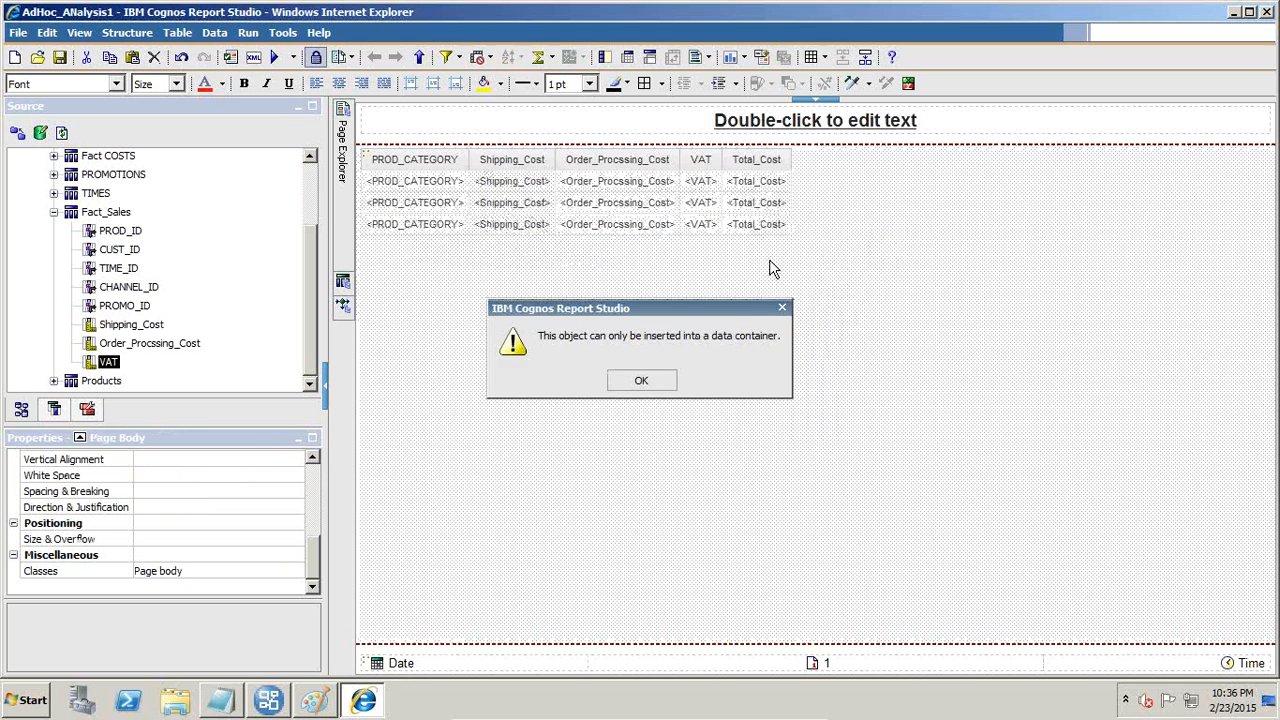 AdHoc_ANalysis1 - IBM Cognos Report Studio - Windows Internet Explorer
File Edit View Structure Table Data Run Tools Help
Font Size 1 pt
Source
Fact COSTS
PROMOTIONS
TIMES
Fact_Sales
PROD_ID
CUST_ID
TIME_ID
CHANNEL_ID
PROMO_ID
Shipping_Cost
Order_Procssing_Cost
VAT
Products
Properties - Page Body
Vertical Alignment
White Space
Spacing & Breaking
Direction & Justification
Positioning
Size & Overflow
Miscellaneous
Classes Page body
Page Explorer
Double-click to edit text
PROD_CATEGORY Shipping_Cost Order_Procssing_Cost VAT Total_Cost
<PROD_CATEGORY> <Shipping_Cost> <Order_Procssing_Cost> <VAT> <Total_Cost>
<PROD_CATEGORY> <Shipping_Cost> <Order_Procssing_Cost> <VAT> <Total_Cost>
<PROD_CATEGORY> <Shipping_Cost> <Order_Procssing_Cost> <VAT> <Total_Cost>
IBM Cognos Report Studio
This object can only be inserted into a data container.
OK
Date 1 Time
Start
10:36 PM
2/23/2015